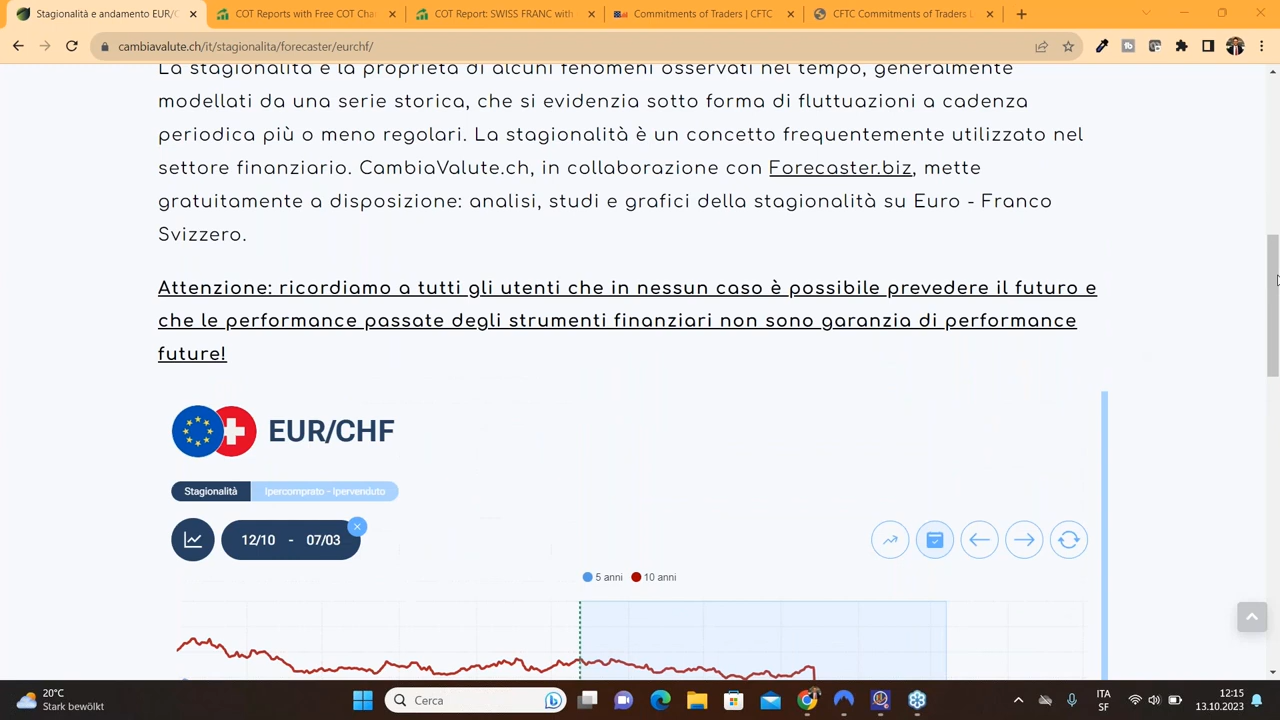 Stagionalità e andamento EUR/C
COT Reports with Free COT Cha
COT Report: SWISS FRANC with
Commitments of Traders | CFTC
CFTC Commitments of Traders L
cambiavalute.ch/it/stagionalita/forecaster/eurchf/
La stagionalità è la proprietà di alcuni fenomeni osservati nel tempo, generalmente
modellati da una serie storica, che si evidenzia sotto forma di fluttuazioni a cadenza
periodica più o meno regolari. La stagionalità è un concetto frequentemente utilizzato nel
settore finanziario. CambiaValute.ch, in collaborazione con Forecaster.biz, mette
gratuitamente a disposizione: analisi, studi e grafici della stagionalità su Euro - Franco
Svizzero.
Attenzione: ricordiamo a tutti gli utenti che in nessun caso è possibile prevedere il futuro e
che le performance passate degli strumenti finanziari non sono garanzia di performance
future!
EUR/CHF
Stagionalità Ipercomprato - Ipervenduto
12/10 - 07/03
5 anni 10 anni
20°C
Stark bewölkt
Cerca
ITA
SF
12:15
13.10.2023